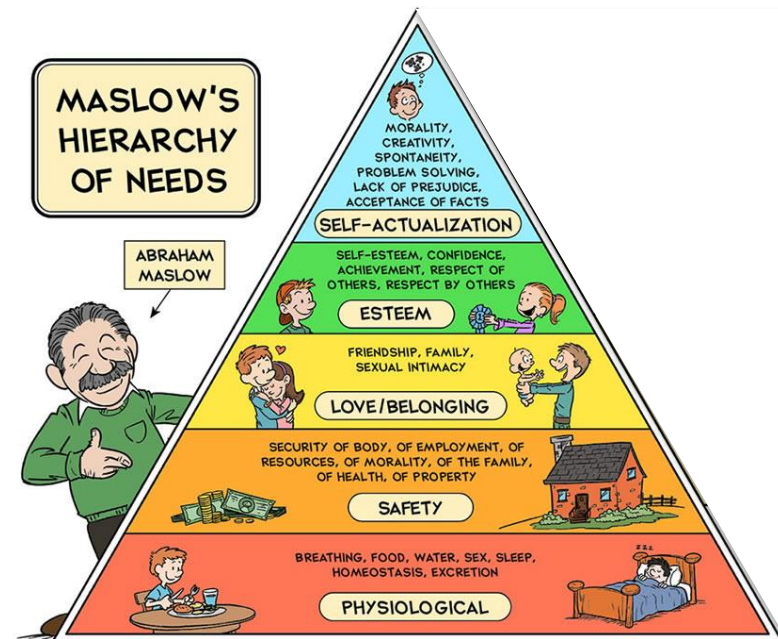 MASLOW'S
HIERARCHY
OF NEEDS
ABRAHAM
MASLOW
MORALITY,
CREATIVITY,
SPONTANEITY,
PROBLEM SOLVING,
LACK OF PREJUDICE,
ACCEPTANCE OF FACTS
SELF-ACTUALIZATION
SELF-ESTEEM, CONFIDENCE,
ACHIEVEMENT, RESPECT OF
OTHERS, RESPECT BY OTHERS
ESTEEM
FRIENDSHIP, FAMILY,
SEXUAL INTIMACY
LOVE/BELONGING
SECURITY OF BODY, OF EMPLOYMENT, OF
RESOURCES, OF MORALITY, OF THE FAMILY,
OF HEALTH, OF PROPERTY
SAFETY
BREATHING, FOOD, WATER, SEX, SLEEP,
HOMEOSTASIS, EXCRETION
PHYSIOLOGICAL
zzz